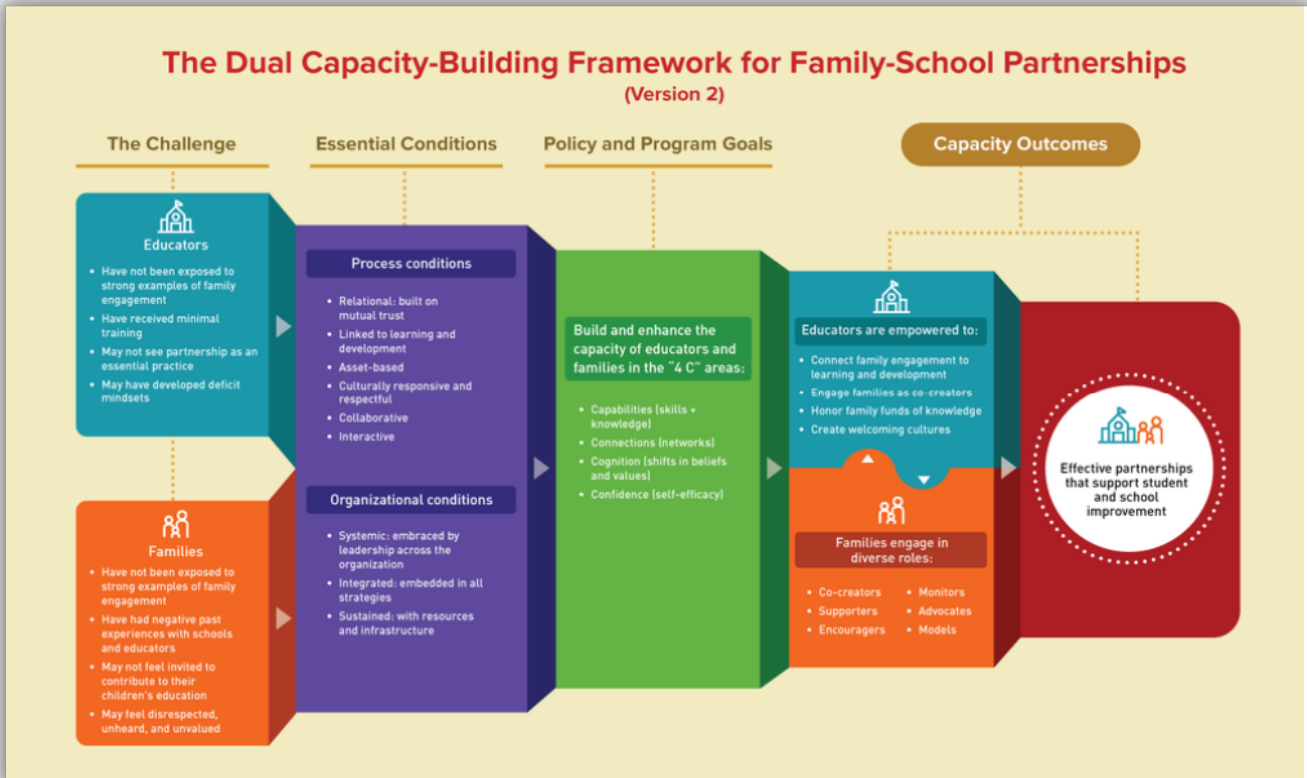 The Dual Capacity-Building Framework for Family-School Partnerships
(Version 2)
The Challenge
Essential Conditions
Policy and Program Goals
Capacity Outcomes
Educators
• Have not been exposed to
strong examples of family
engagement
• Have received minimal
training
• May not see partnership as an
essential practice
• May have developed deficit
mindsets
Families
• Have not been exposed to
strong examples of family
engagement
• Have had negative past
experiences with schools
and educators
• May not feel invited to
contribute to their
children's education
• May feel disrespected,
unheard, and unvalued
Process conditions
• Relational: built on
mutual trust
• Linked to learning and
development
• Asset-based
• Culturally responsive and
respectful
• Collaborative
• Interactive
Organizational conditions
• Systemic: embraced by
leadership across the
organization
• Integrated: embedded in all
strategies
• Sustained: with resources
and infrastructure
Build and enhance the
capacity of educators and
families in the "4 C" areas:
• Capabilities (skills +
knowledge)
• Connections (networks)
• Cognition (shifts in beliefs
and values)
• Confidence (self-efficacy)
Educators are empowered to:
• Connect family engagement to
learning and development
• Engage families as co-creators
• Honor family funds of knowledge
• Create welcoming cultures
Families engage in
diverse roles:
• Co-creators
• Supporters
• Encouragers
• Monitors
• Advocates
• Models
Effective partnerships
that support student
and school
improvement